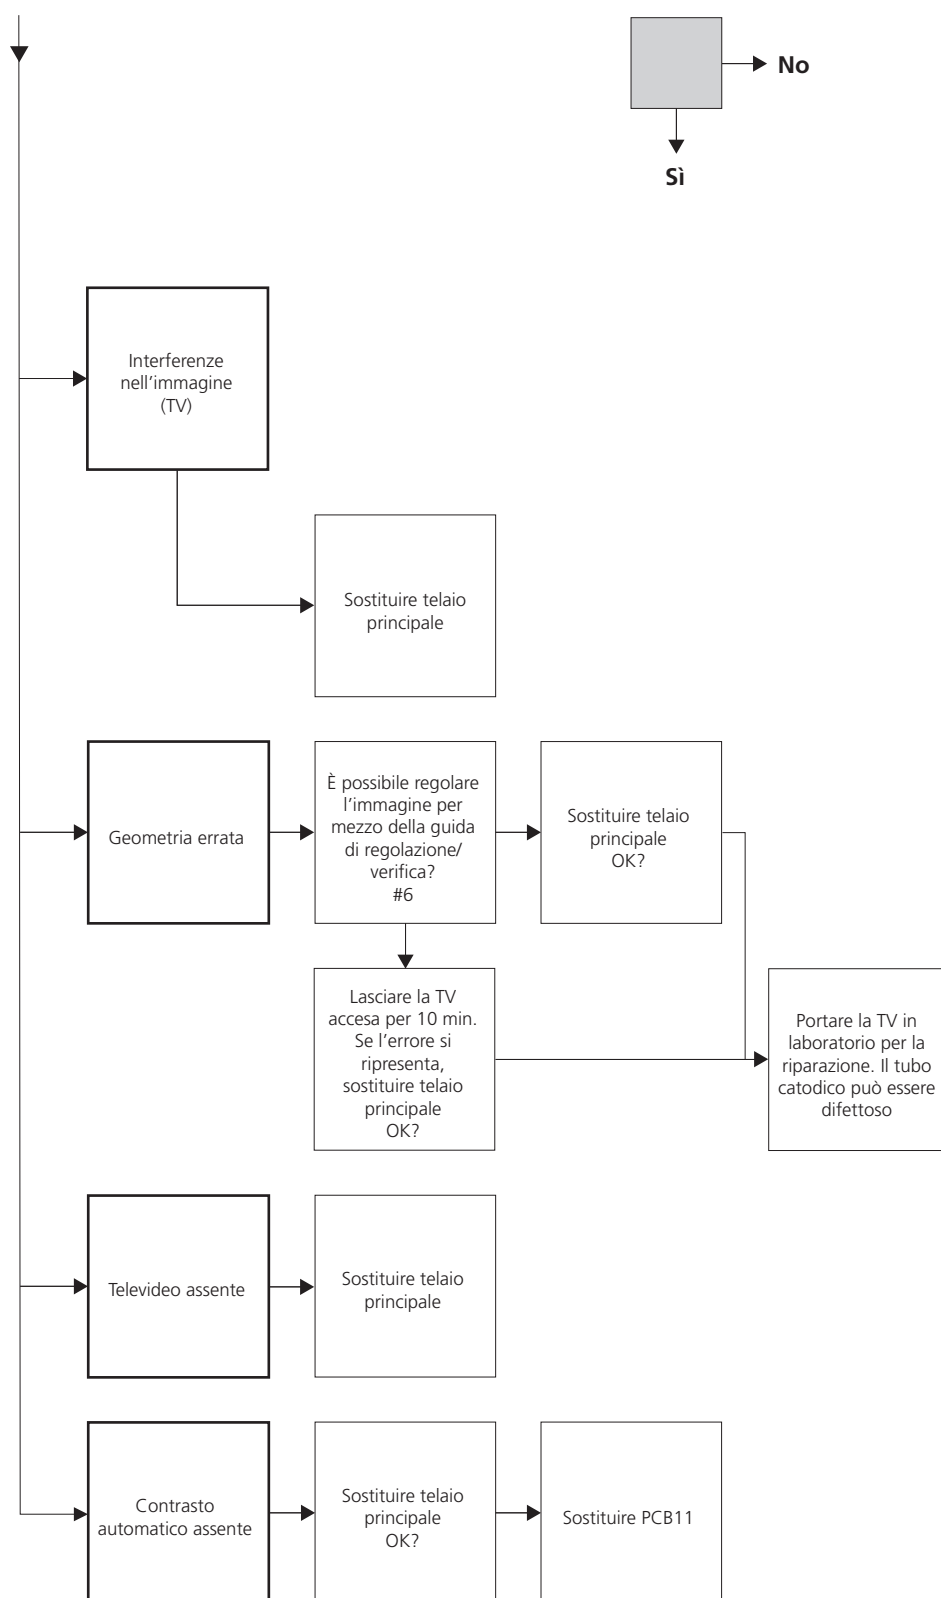 No
Sì
Interferenze
nell’immagine
(TV)
Sostituire telaio
principale
Geometria errata
È possibile regolare
l’immagine per
mezzo della guida
di regolazione/
verifica?
#6
Sostituire telaio
principale
OK?
Lasciare la TV
accesa per 10 min.
Se l’errore si
ripresenta,
sostituire telaio
principale
OK?
Portare la TV in
laboratorio per la
riparazione. Il tubo
catodico può essere
difettoso
Televideo assente
Sostituire telaio
principale
Contrasto
automatico assente
Sostituire telaio
principale
OK?
Sostituire PCB11